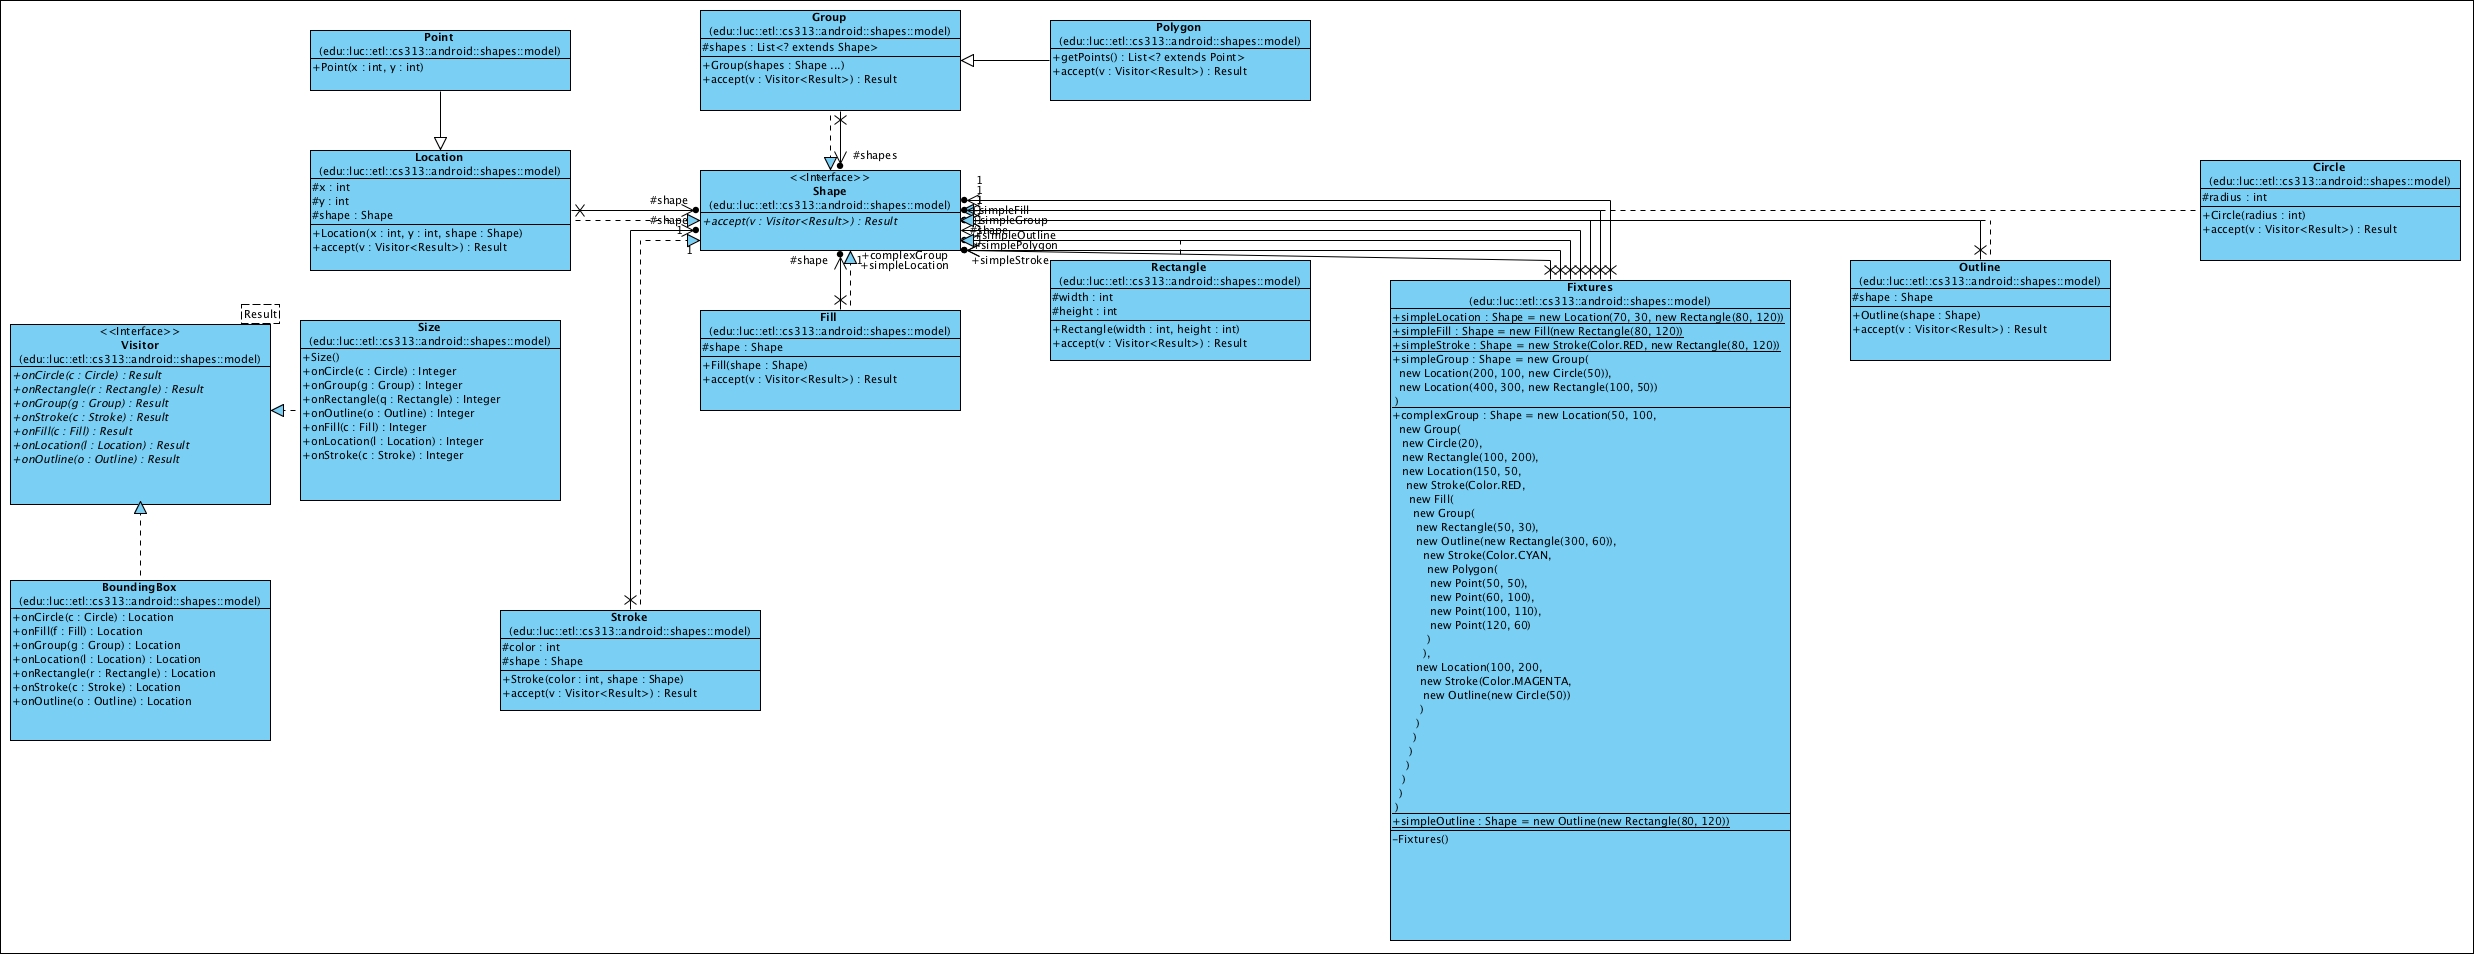 Point
(edu::luc::etl::cs313::android::shapes::model)
+Point(x : int, y : int)
Group
(edu::luc::etl::cs313::android::shapes::model)
#shapes : List<? extends Shape>
+Group(shapes : Shape ...)
+accept(v : Visitor<Result>) : Result
Polygon
(edu::luc::etl::cs313::android::shapes::model)
+getPoints() : List<? extends Point>
+accept(v : Visitor<Result>) : Result
Location
(edu::luc::etl::cs313::android::shapes::model)
#x : int
#y : int
#shape : Shape
+Location(x : int, y : int, shape : Shape)
+accept(v : Visitor<Result>) : Result
#shapes
<<Interface>>
Shape
(edu::luc::etl::cs313::android::shapes::model)
+accept(v : Visitor<Result>) : Result
#shape
#shape
1
1
#shape
1
+complexGroup
+simpleLocation
1
1
+simpleFill
+simpleGroup
#shape
+simpleOutline
+simplePolygon
+simpleStroke
Circle
(edu::luc::etl::cs313::android::shapes::model)
#radius : int
+Circle(radius : int)
+accept(v : Visitor<Result>) : Result
Rectangle
(edu::luc::etl::cs313::android::shapes::model)
#width : int
#height : int
+Rectangle(width : int, height : int)
+accept(v : Visitor<Result>) : Result
Outline
(edu::luc::etl::cs313::android::shapes::model)
#shape : Shape
+Outline(shape : Shape)
+accept(v : Visitor<Result>) : Result
Result
<<Interface>>
Visitor
(edu::luc::etl::cs313::android::shapes::model)
+onCircle(c : Circle) : Result
+onRectangle(r : Rectangle) : Result
+onGroup(g : Group) : Result
+onStroke(c : Stroke) : Result
+onFill(c : Fill) : Result
+onLocation(l : Location) : Result
+onOutline(o : Outline) : Result
Size
(edu::luc::etl::cs313::android::shapes::model)
+Size()
+onCircle(c : Circle) : Integer
+onGroup(g : Group) : Integer
+onRectangle(q : Rectangle) : Integer
+onOutline(o : Outline) : Integer
+onFill(c : Fill) : Integer
+onLocation(l : Location) : Integer
+onStroke(c : Stroke) : Integer
Fill
(edu::luc::etl::cs313::android::shapes::model)
#shape : Shape
+Fill(shape : Shape)
+accept(v : Visitor<Result>) : Result
Fixtures
(edu::luc::etl::cs313::android::shapes::model)
+simpleLocation : Shape = new Location(70, 30, new Rectangle(80, 120))
+simpleFill : Shape = new Fill(new Rectangle(80, 120))
+simpleStroke : Shape = new Stroke(Color.RED, new Rectangle(80, 120))
+simpleGroup : Shape = new Group(
new Location(200, 100, new Circle(50)),
new Location(400, 300, new Rectangle(100, 50))
)
+complexGroup : Shape = new Location(50, 100,
new Group(
new Circle(20),
new Rectangle(100, 200),
new Location(150, 50,
new Stroke(Color.RED,
new Fill(
new Group(
new Rectangle(50, 30),
new Outline(new Rectangle(300, 60)),
new Stroke(Color.CYAN,
new Polygon(
new Point(50, 50),
new Point(60, 100),
new Point(100, 110),
new Point(120, 60)
)
),
new Location(100, 200,
new Stroke(Color.MAGENTA,
new Outline(new Circle(50))
)
)
)
)
)
)
)
)
+simpleOutline : Shape = new Outline(new Rectangle(80, 120))
-Fixtures()
BoundingBox
(edu::luc::etl::cs313::android::shapes::model)
+onCircle(c : Circle) : Location
+onFill(f : Fill) : Location
+onGroup(g : Group) : Location
+onLocation(l : Location) : Location
+onRectangle(r : Rectangle) : Location
+onStroke(c : Stroke) : Location
+onOutline(o : Outline) : Location
Stroke
(edu::luc::etl::cs313::android::shapes::model)
#color : int
#shape : Shape
+Stroke(color : int, shape : Shape)
+accept(v : Visitor<Result>) : Result